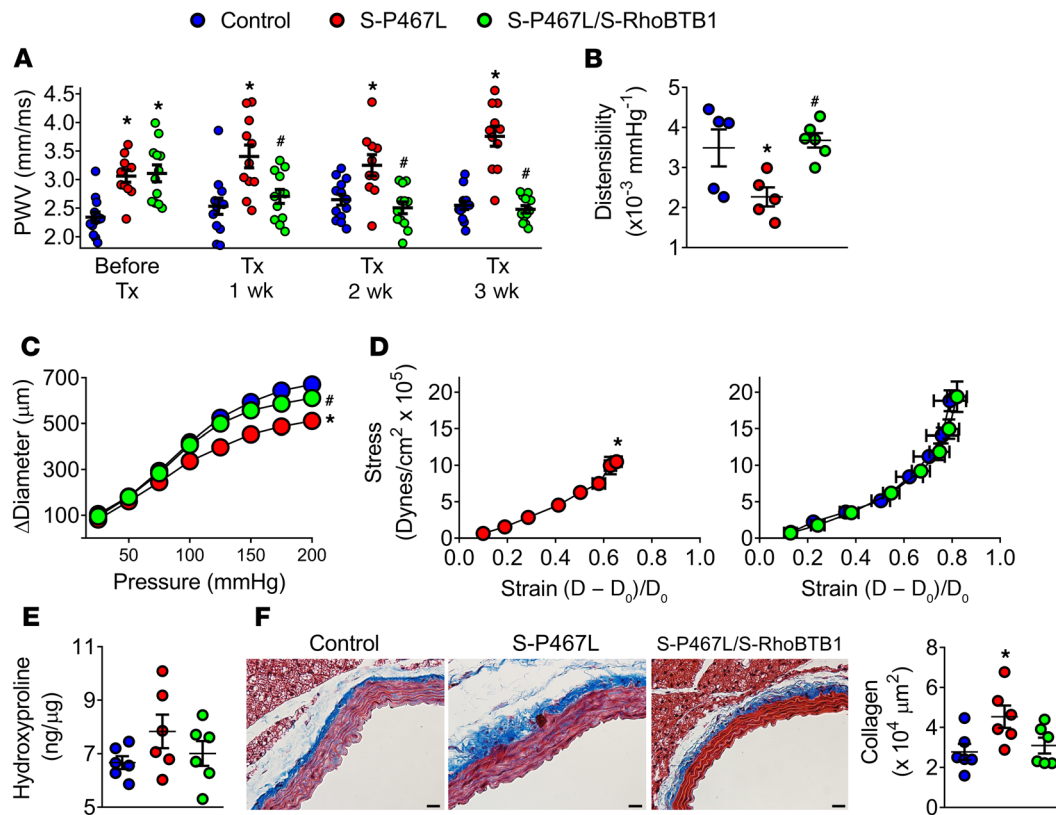 Control S-P467L S-P467L/S-RhoBTB1
A
PWV (mm/ms)
4.5
4.0
3.5
3.0
2.5
2.0
* * * # * # * #
Before Tx Tx Tx
Tx 1 wk 2 wk 3 wk
B
Distensibility
(x10⁻³ mmHg⁻¹)
5
4
3
2
1
* #
C
ΔDiameter (μm)
700
500
300
100
#
*
50 100 150 200
Pressure (mmHg)
D
Stress
(Dynes/cm² x 10⁵)
20
15
10
5
0
*
0.0 0.2 0.4 0.6 0.8 1.0
Strain (D – D₀)/D₀
20
15
10
5
0
0.0 0.2 0.4 0.6 0.8 1.0
Strain (D – D₀)/D₀
E
Hydroxyproline
(ng/μg)
11
9
7
5
F
Control S-P467L S-P467L/S-RhoBTB1
Collagen
(x 10⁴ μm²)
8
6
4
2
0
*